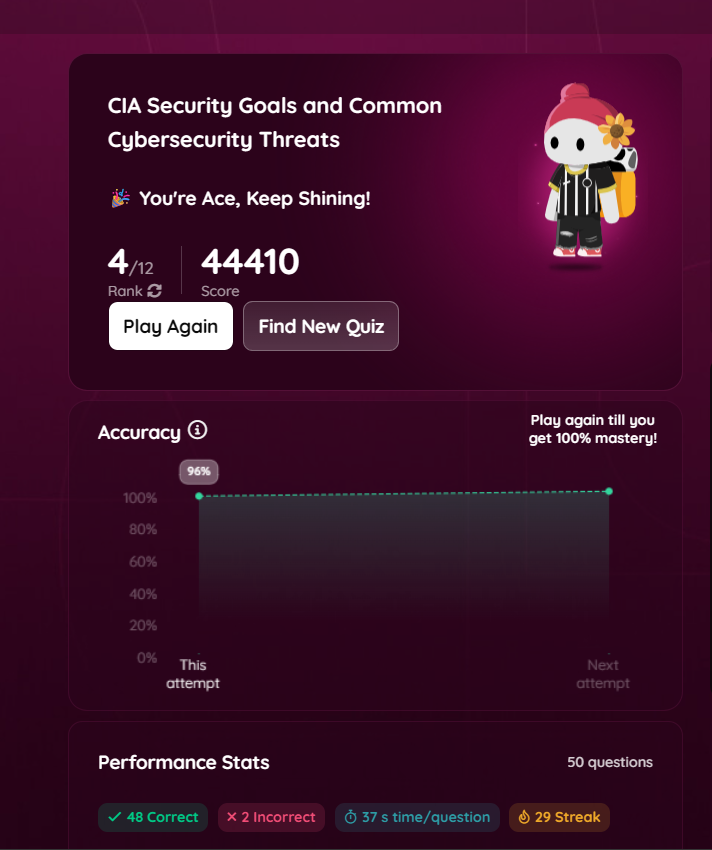 CIA Security Goals and Common
Cybersecurity Threats
🎉 You're Ace, Keep Shining!
4/12 44410
Rank Score
Play Again Find New Quiz
Accuracy
Play again till you
get 100% mastery!
96%
100%
80%
60%
40%
20%
0%
This
attempt
Next
attempt
Performance Stats 50 questions
48 Correct 2 Incorrect 37 s time/question 29 Streak